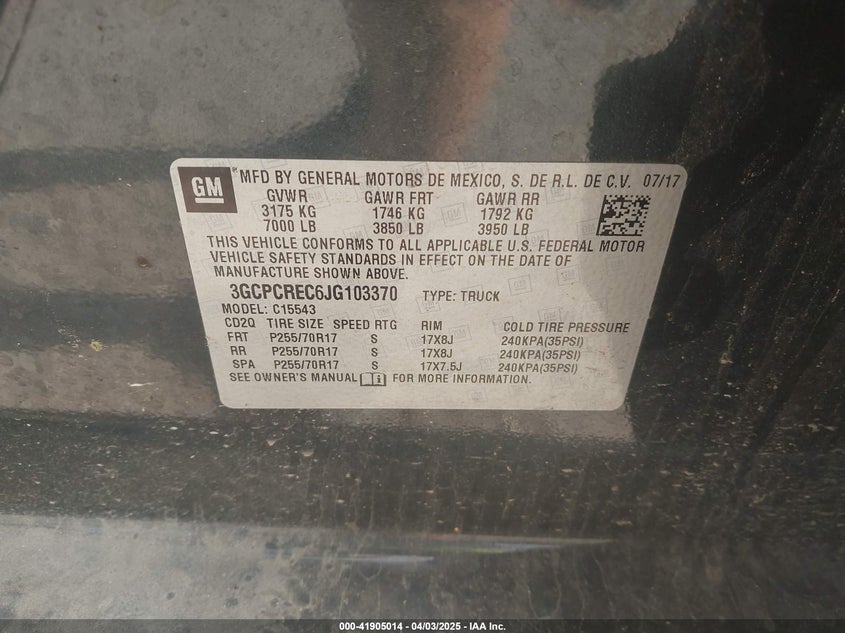 GM
MFD BY GENERAL MOTORS DE MEXICO, S. DE R.L. DE C.V. 07/17
GVWR GAWR FRT GAWR RR
3175 KG 1746 KG 1792 KG
7000 LB 3850 LB 3950 LB
THIS VEHICLE CONFORMS TO ALL APPLICABLE U.S. FEDERAL MOTOR
VEHICLE SAFETY STANDARDS IN EFFECT ON THE DATE OF
MANUFACTURE SHOWN ABOVE.
3GCPCREC6JG103370 TYPE: TRUCK
MODEL: C15543
CD2Q TIRE SIZE SPEED RTG RIM COLD TIRE PRESSURE
FRT P255/70R17 S 17X8J 240KPA(35PSI)
RR P255/70R17 S 17X8J 240KPA(35PSI)
SPA P255/70R17 S 17X7.5J 240KPA(35PSI)
SEE OWNER'S MANUAL FOR MORE INFORMATION.
000-41905014 - 04/03/2025 - IAA Inc.